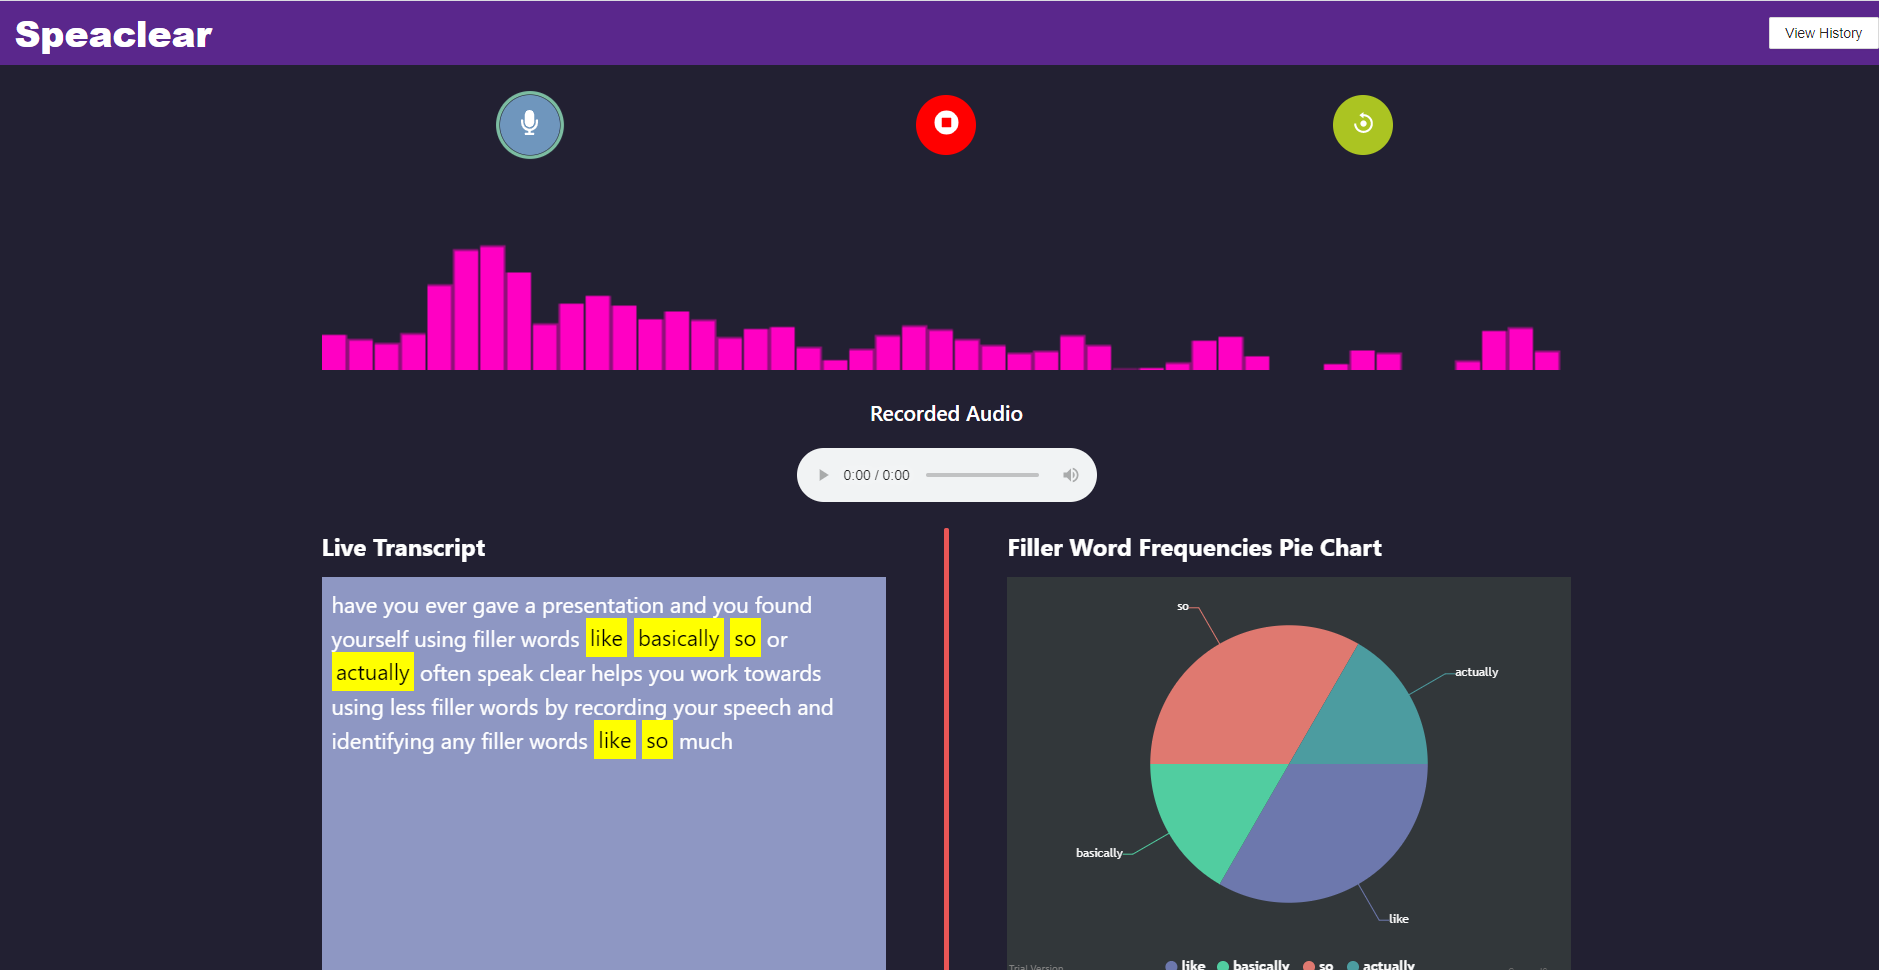 Speaclear
View History
Recorded Audio
0:00 / 0:00
Live Transcript
have you ever gave a presentation and you found
yourself using filler words like basically so or
actually often speak clear helps you work towards
using less filler words by recording your speech and
identifying any filler words like so much
Filler Word Frequencies Pie Chart
so
actually
basically
like
like basically so actually
Trial Version